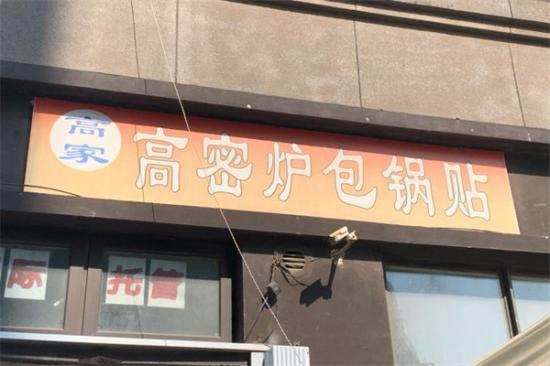 高家
高密炉包锅贴
际 托管